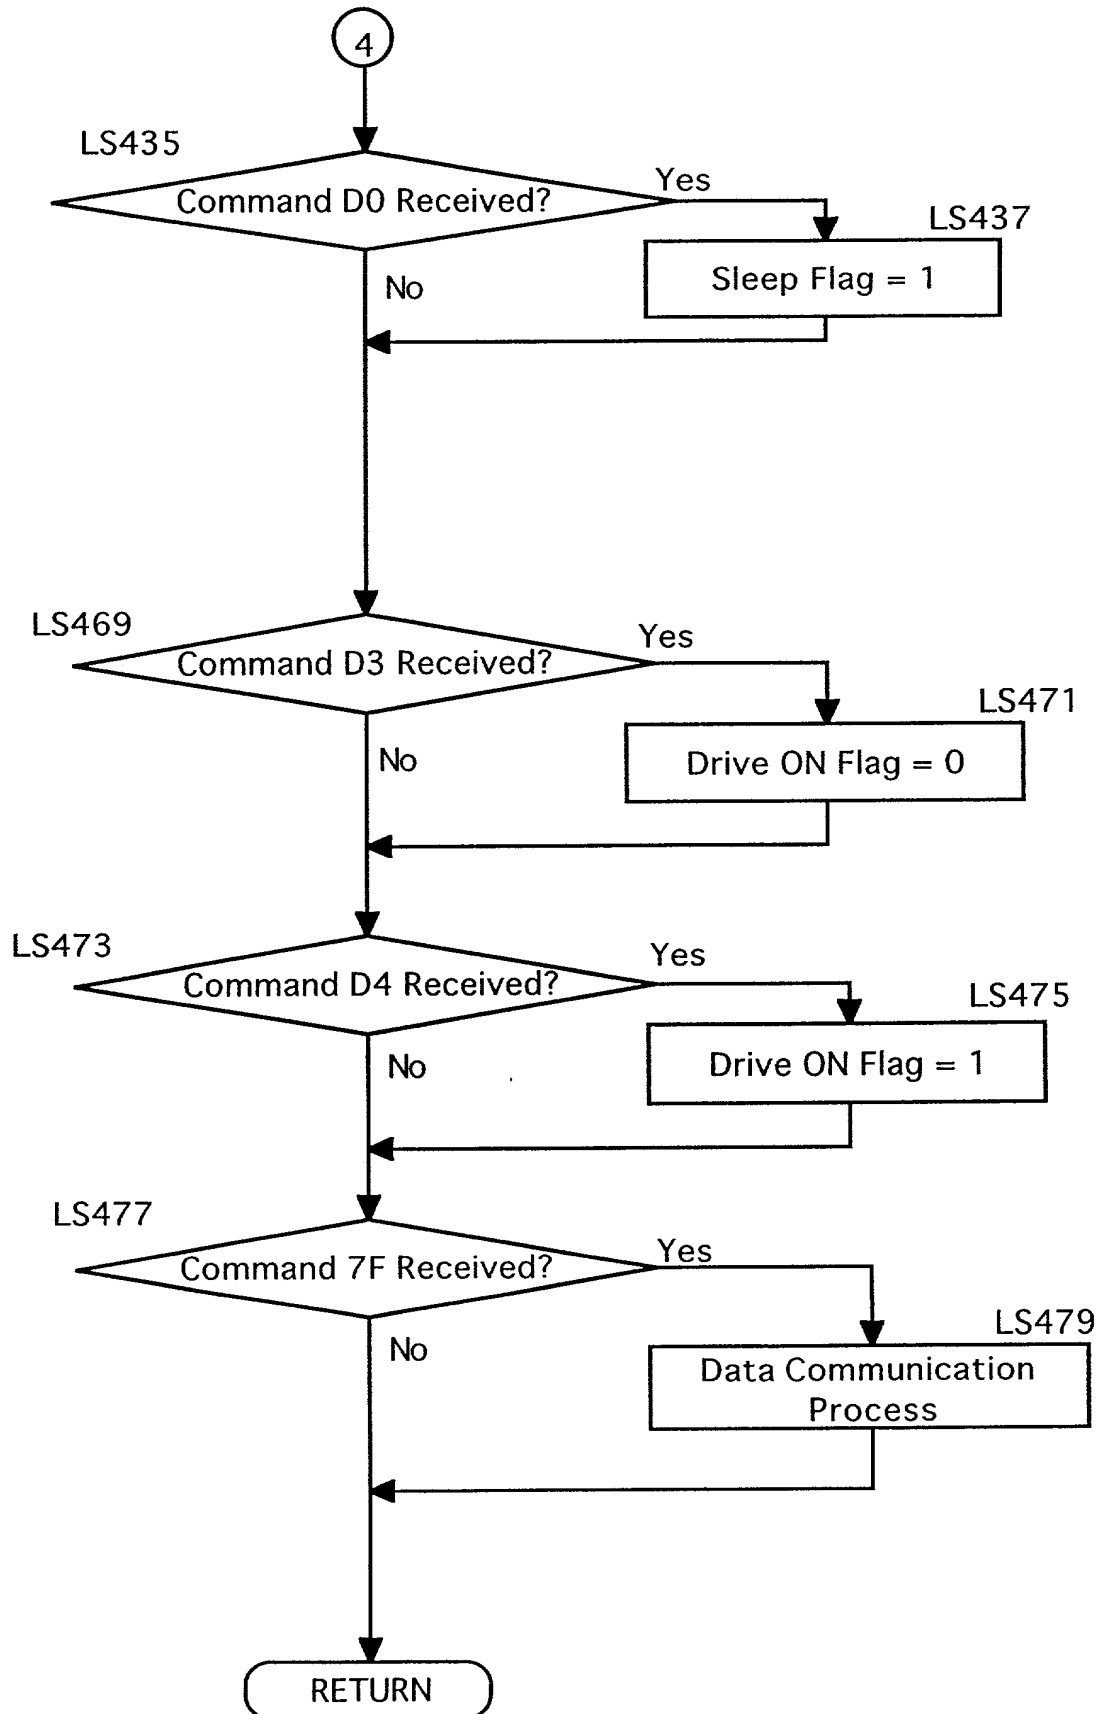 4
LS435
Command D0 Received?
Yes
LS437
Sleep Flag = 1
No
LS469
Command D3 Received?
Yes
LS471
Drive ON Flag = 0
No
LS473
Command D4 Received?
Yes
LS475
Drive ON Flag = 1
No
LS477
Command 7F Received?
Yes
LS479
Data Communication
Process
No
RETURN